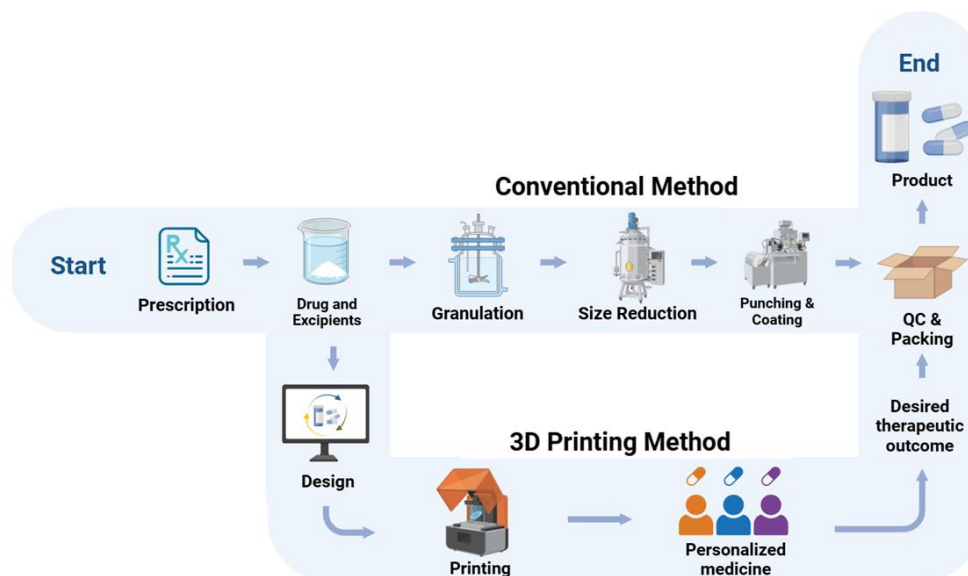 End
Product
Conventional Method
Start
Rx
Prescription
Drug and
Excipients
Granulation
Size Reduction
Punching &
Coating
QC &
Packing
Desired
therapeutic
outcome
3D Printing Method
Design
Printing
Personalized
medicine